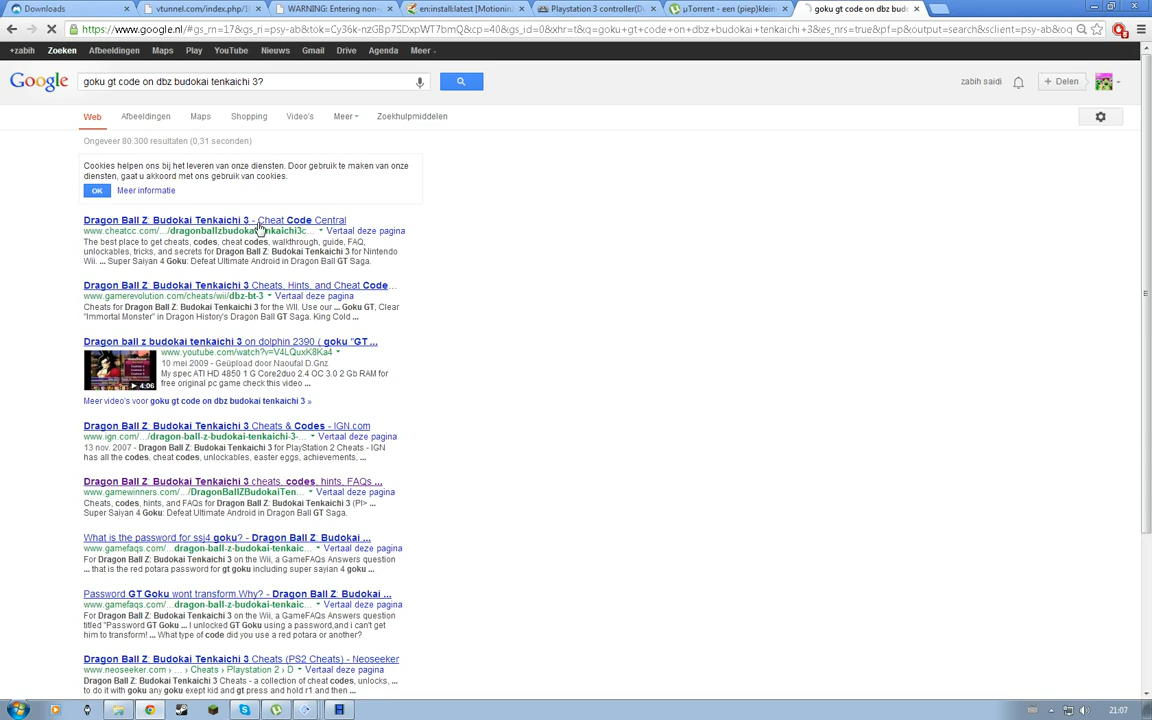 Downloads
vtunnel.com/index.php/1
WARNING: Entering non-
en:install:latest [Motionin
Playstation 3 controller(D
µTorrent - een (piep)klein
goku gt code on dbz bud
https://www.google.nl/#gs_rn=17&gs_ri=psy-ab&tok=Cy36k-nzGBp7SDxpWT7bmQ&cp=40&gs_id=0&xhr=t&q=goku+gt+code+on+dbz+budokai+tenkaichi+3&es_nrs=true&pf=p&output=search&sclient=psy-ab&oq
+zabih Zoeken Afbeeldingen Maps Play YouTube Nieuws Gmail Drive Agenda Meer
Google
goku gt code on dbz budokai tenkaichi 3?
zabih saidi
+ Delen
Web Afbeeldingen Maps Shopping Video's Meer Zoekhulpmiddelen
Ongeveer 80.300 resultaten (0,31 seconden)
Cookies helpen ons bij het leveren van onze diensten. Door gebruik te maken van onze
diensten, gaat u akkoord met ons gebruik van cookies.
OK Meer informatie
Dragon Ball Z: Budokai Tenkaichi 3 - Cheat Code Central
www.cheatcc.com/.../dragonballzbudokaitenkaichi3c... Vertaal deze pagina
The best place to get cheats, codes, cheat codes, walkthrough, guide, FAQ,
unlockables, tricks, and secrets for Dragon Ball Z: Budokai Tenkaichi 3 for Nintendo
Wii. ... Super Saiyan 4 Goku: Defeat Ultimate Android in Dragon Ball GT Saga.
Dragon Ball Z: Budokai Tenkaichi 3 Cheats, Hints, and Cheat Code...
www.gamerevolution.com/cheats/wii/dbz-bt-3 Vertaal deze pagina
Cheats for Dragon Ball Z: Budokai Tenkaichi 3 for the WII. Use our ... Goku GT, Clear
"Immortal Monster" in Dragon History's Dragon Ball GT Saga. King Cold ...
Dragon ball z budokai tenkaichi 3 on dolphin 2390 ( goku "GT ...
www.youtube.com/watch?v=V4LQuxK8Ka4
10 mei 2009 - Geüpload door Naoufal D.Gnz
My spec ATI HD 4850 1 G Core2duo 2.4 OC 3.0 2 Gb RAM for
free original pc game check this video ...
4:06
Meer video's voor goku gt code on dbz budokai tenkaichi 3 »
Dragon Ball Z: Budokai Tenkaichi 3 Cheats & Codes - IGN.com
www.ign.com/.../dragon-ball-z-budokai-tenkaichi-3-... Vertaal deze pagina
13 nov. 2007 - Dragon Ball Z: Budokai Tenkaichi 3 for PlayStation 2 Cheats - IGN
has all the codes, cheat codes, unlockables, easter eggs, achievements, ...
Dragon Ball Z: Budokai Tenkaichi 3 cheats, codes, hints, FAQs ...
www.gamewinners.com/.../DragonBallZBudokaiTen... Vertaal deze pagina
Cheats, codes, hints, and FAQs for Dragon Ball Z: Budokai Tenkaichi 3 (Pl> ...
Super Saiyan 4 Goku: Defeat Ultimate Android in Dragon Ball GT Saga.
What is the password for ssj4 goku? - Dragon Ball Z: Budokai ...
www.gamefaqs.com/...dragon-ball-z-budokai-tenkaic... Vertaal deze pagina
For Dragon Ball Z: Budokai Tenkaichi 3 on the Wii, a GameFAQs Answers question
... that is the red potara password for gt goku including super sayian 4 goku ...
Password GT Goku wont transform.Why? - Dragon Ball Z: Budokai ...
www.gamefaqs.com/...dragon-ball-z-budokai-tenkaic... Vertaal deze pagina
For Dragon Ball Z: Budokai Tenkaichi 3 on the Wii, a GameFAQs Answers question
titled "Password GT Goku ... I unlocked GT Goku using a password,and i can't get
him to transform! ... What type of code did you use a red potara or another?
Dragon Ball Z: Budokai Tenkaichi 3 Cheats (PS2 Cheats) - Neoseeker
www.neoseeker.com › ... › Cheats › Playstation 2 › D Vertaal deze pagina
Dragon Ball Z: Budokai Tenkaichi 3 Cheats - a collection of cheat codes, unlocks, ...
to do it with goku any goku exept kid and gt press and hold r1 and then ...
21:07